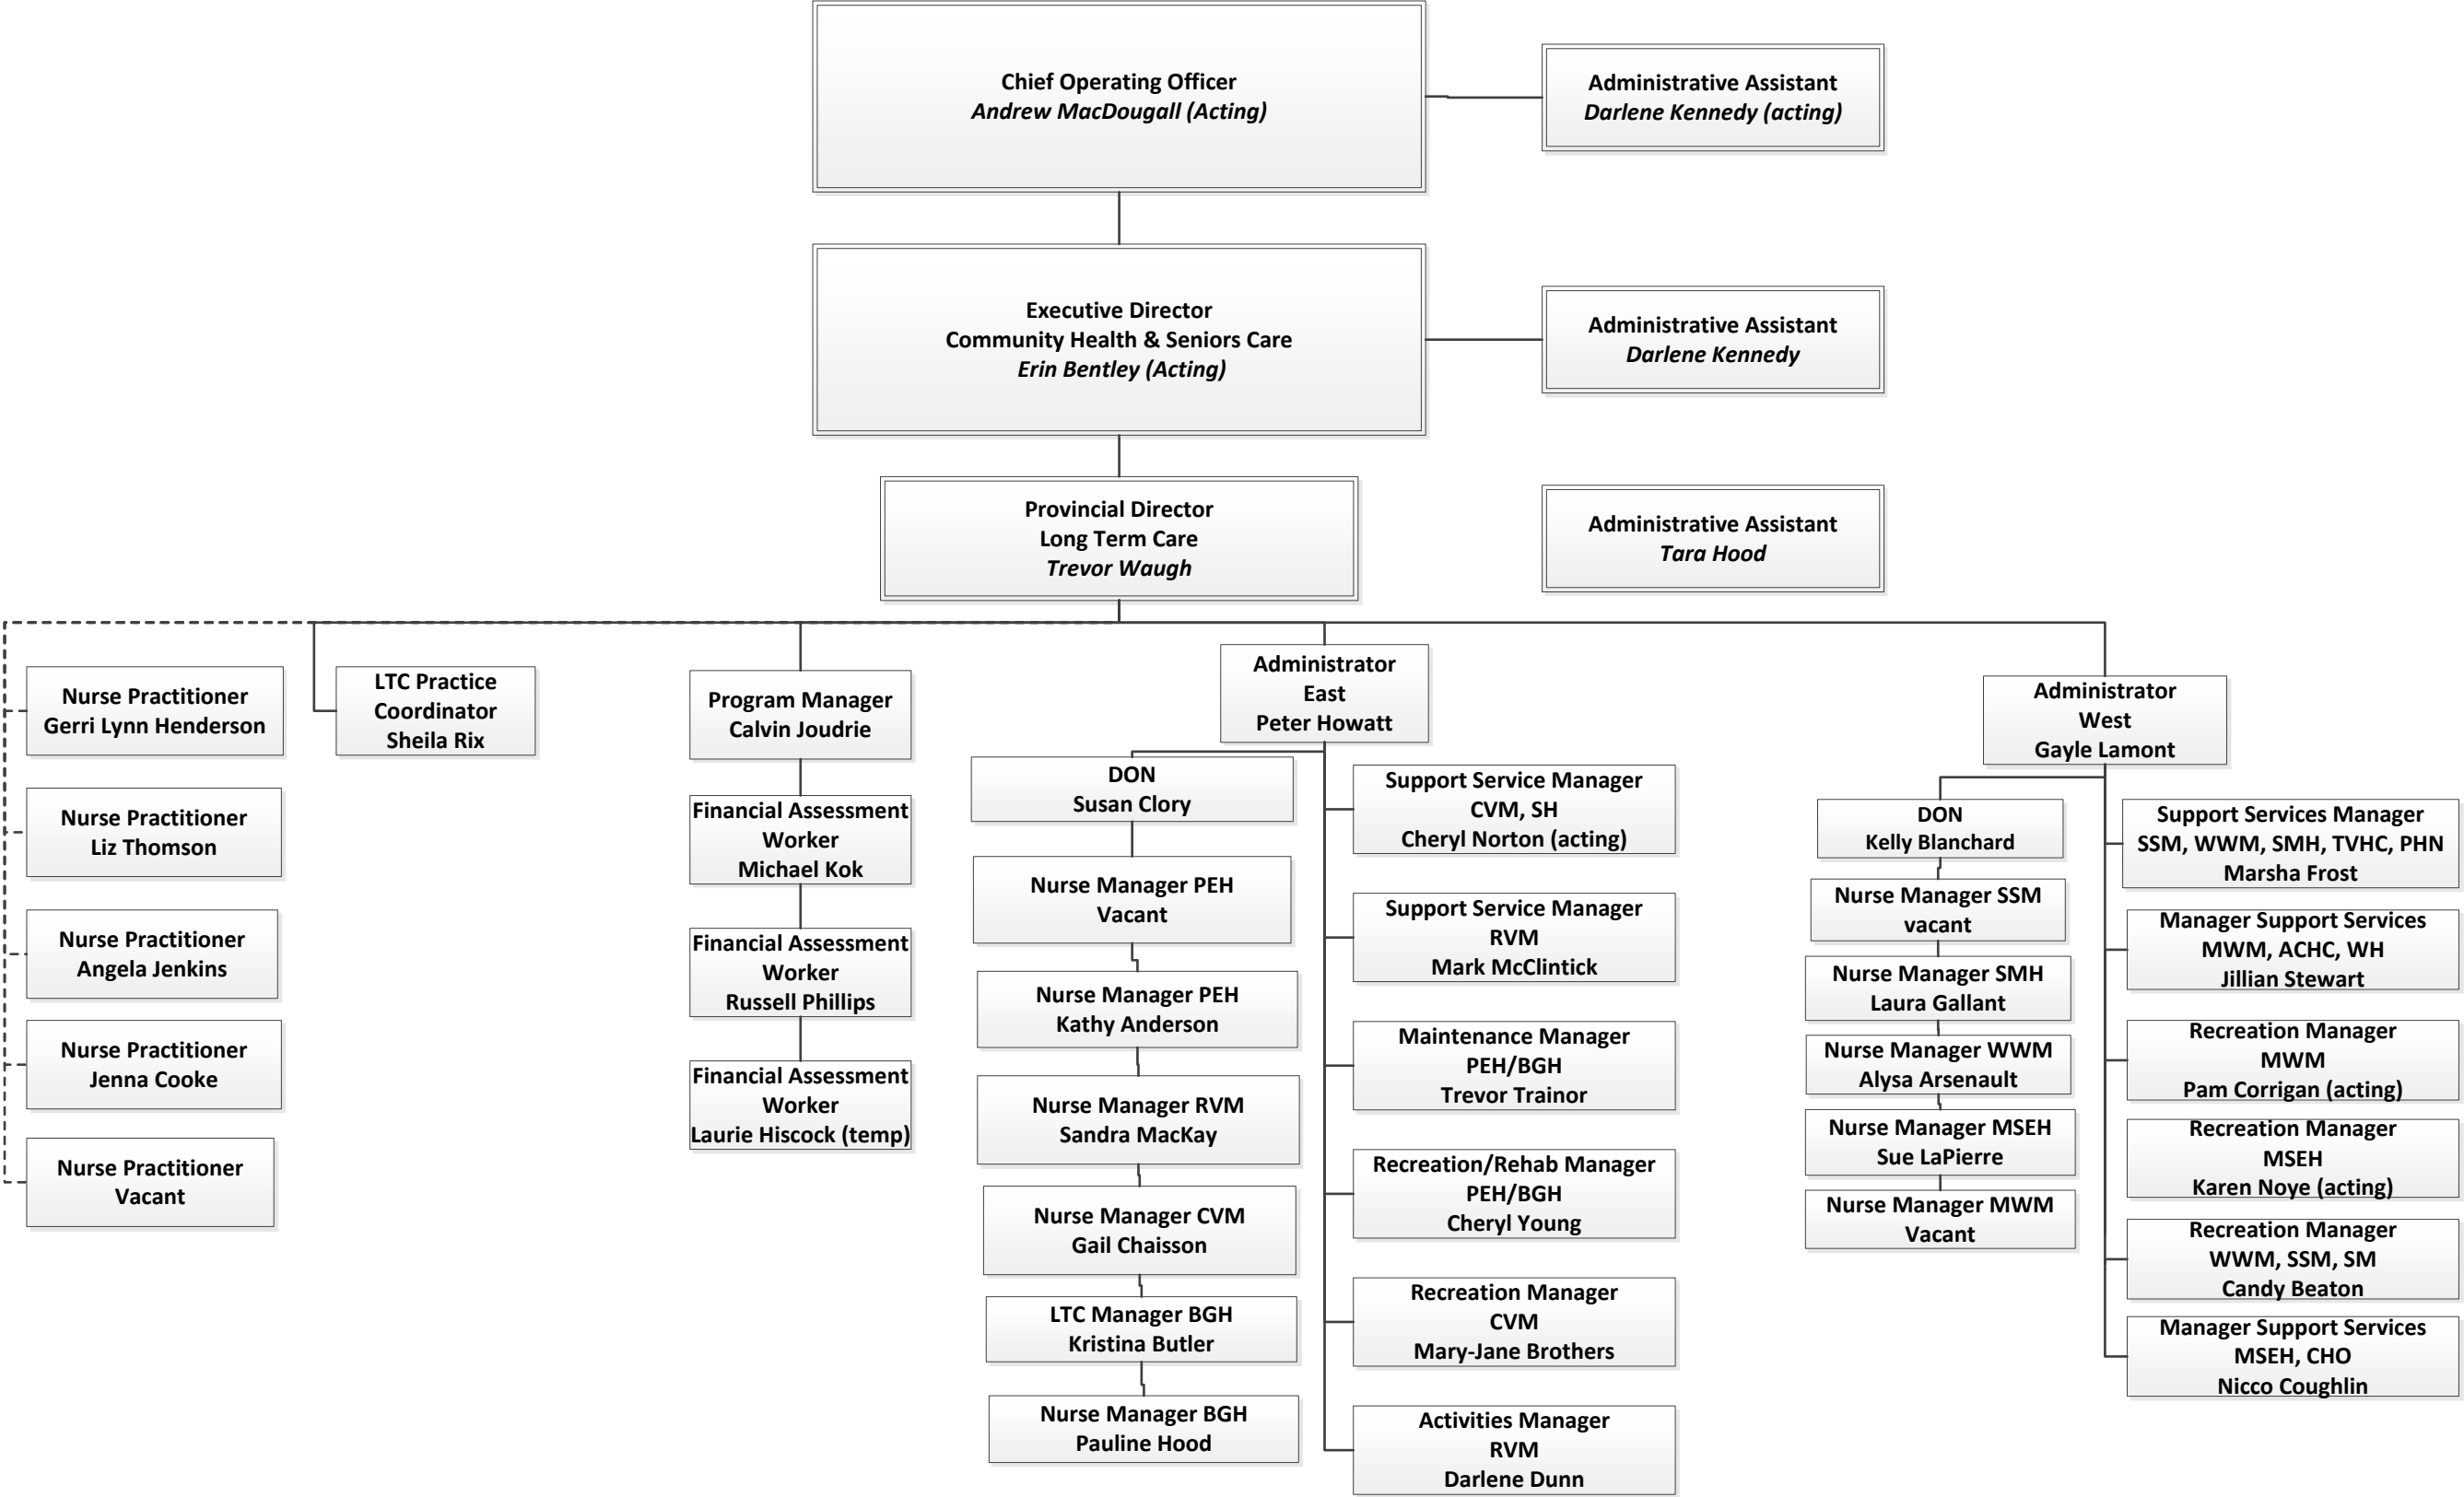 Chief Operating Officer
Andrew MacDougall (Acting)
Administrative Assistant
Darlene Kennedy (acting)
Executive Director
Community Health & Seniors Care
Erin Bentley (Acting)
Administrative Assistant
Darlene Kennedy
Provincial Director
Long Term Care
Trevor Waugh
Administrative Assistant
Tara Hood
Nurse Practitioner
Gerri Lynn Henderson
Nurse Practitioner
Liz Thomson
Nurse Practitioner
Angela Jenkins
Nurse Practitioner
Jenna Cooke
Nurse Practitioner
Vacant
LTC Practice
Coordinator
Sheila Rix
Program Manager
Calvin Joudrie
Financial Assessment
Worker
Michael Kok
Financial Assessment
Worker
Russell Phillips
Financial Assessment
Worker
Laurie Hiscock (temp)
Administrator
East
Peter Howatt
DON
Susan Clory
Nurse Manager PEH
Vacant
Nurse Manager PEH
Kathy Anderson
Nurse Manager RVM
Sandra MacKay
Nurse Manager CVM
Gail Chaisson
LTC Manager BGH
Kristina Butler
Nurse Manager BGH
Pauline Hood
Support Service Manager
CVM, SH
Cheryl Norton (acting)
Support Service Manager
RVM
Mark McClintick
Maintenance Manager
PEH/BGH
Trevor Trainor
Recreation/Rehab Manager
PEH/BGH
Cheryl Young
Recreation Manager
CVM
Mary-Jane Brothers
Activities Manager
RVM
Darlene Dunn
Administrator
West
Gayle Lamont
DON
Kelly Blanchard
Nurse Manager SSM
vacant
Nurse Manager SMH
Laura Gallant
Nurse Manager WWM
Alysa Arsenault
Nurse Manager MSEH
Sue LaPierre
Nurse Manager MWM
Vacant
Support Services Manager
SSM, WWM, SMH, TVHC, PHN
Marsha Frost
Manager Support Services
MWM, ACHC, WH
Jillian Stewart
Recreation Manager
MWM
Pam Corrigan (acting)
Recreation Manager
MSEH
Karen Noye (acting)
Recreation Manager
WWM, SSM, SM
Candy Beaton
Manager Support Services
MSEH, CHO
Nicco Coughlin